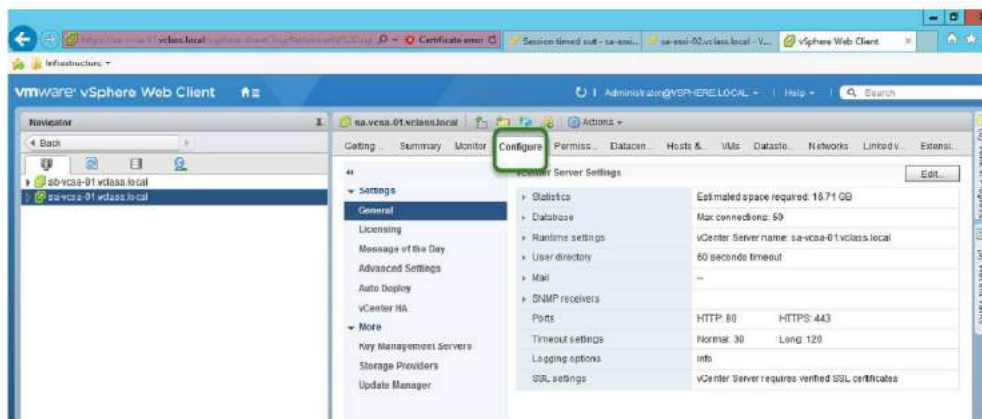 vclass.local
Certificate error
Session timed out - sa-esxi...
sa-esxi-02.vclass.local - V...
vSphere Web Client
Infrastructure
vmware® vSphere Web Client
Administrator@VSPHERE.LOCAL
Help
Search
Navigator
Back
sb-vcsa-01.vclass.local
sa-vcsa-01.vclass.local
sa-vcsa-01.vclass.local
Actions
Getting ... Summary Monitor Configure Permiss... Datacen... Hosts &... VMs Datasto... Networks Linked v... Extensi...
Settings
General
Licensing
Message of the Day
Advanced Settings
Auto Deploy
vCenter HA
More
Key Management Servers
Storage Providers
Update Manager
vCenter Server Settings
Edit...
Statistics Estimated space required: 16.71 GB
Database Max connections: 50
Runtime settings vCenter Server name: sa-vcsa-01.vclass.local
User directory 60 seconds timeout
Mail --
SNMP receivers
Ports HTTP: 80 HTTPS: 443
Timeout settings Normal: 30 Long: 120
Logging options info
SSL settings vCenter Server requires verified SSL certificates